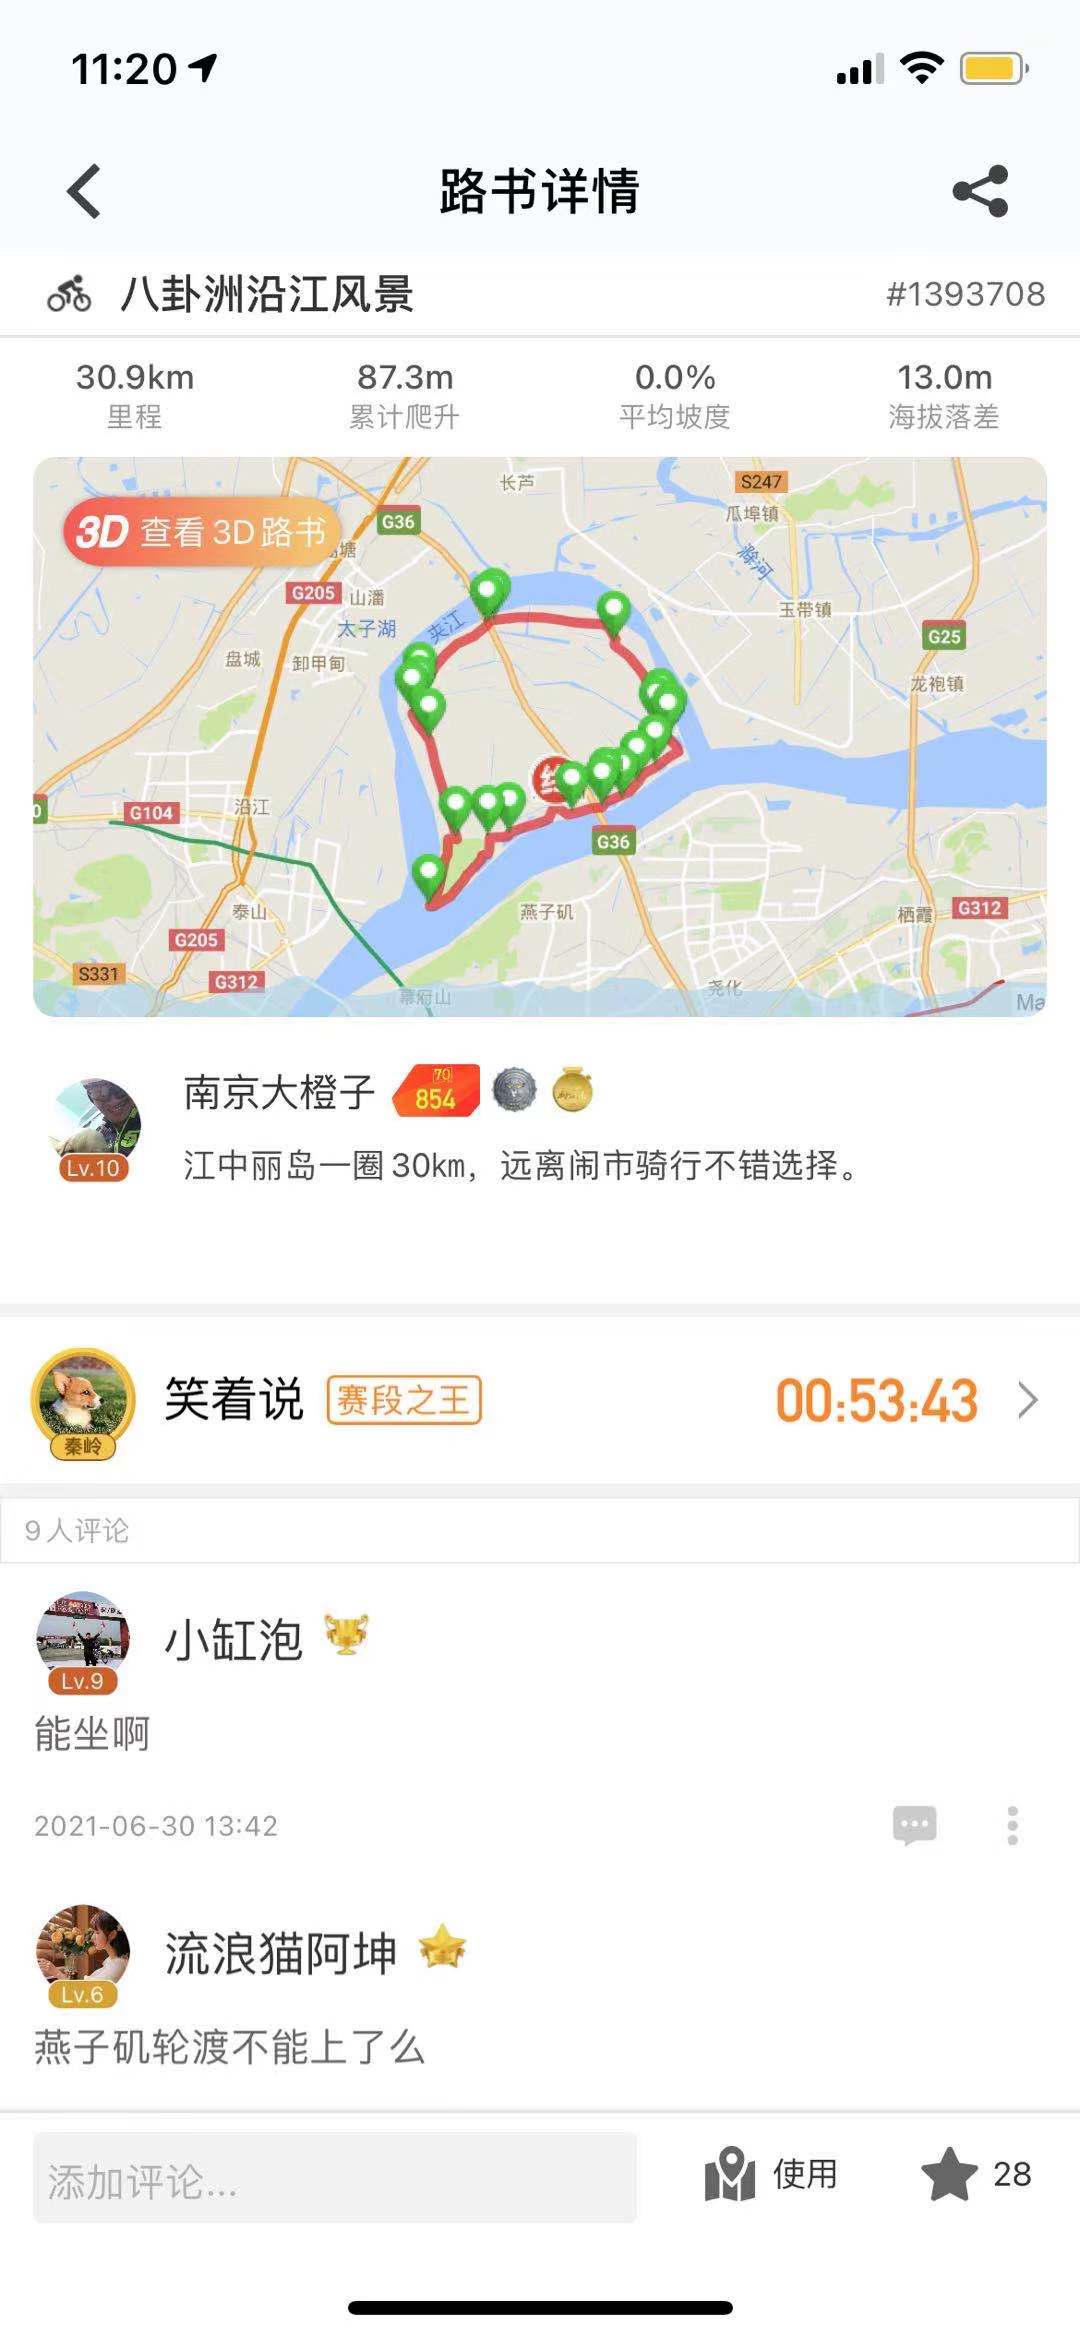 11:20
路书详情
八卦洲沿江风景
#1393708
30.9km
87.3m
0.0%
13.0m
里程
累计爬升
平均坡度
海拔落差
3D 查看3D路书
长芦
S247
G36
瓜埠镇
滁河
G205
山潘
太子湖
夹江
玉带镇
G25
盘城
卸甲甸
龙袍镇
G104
沿江
G36
泰山
燕子矶
栖霞
G312
G205
S331
G312
幕府山
尧化
Ma
南京大橙子
70
854
Lv.10
江中丽岛一圈30km，远离闹市骑行不错选择。
笑着说
赛段之王
00:53:43
秦岭
9人评论
小缸泡
Lv.9
能坐啊
2021-06-30 13:42
流浪猫阿坤
Lv.6
燕子矶轮渡不能上了么
添加评论...
使用
28